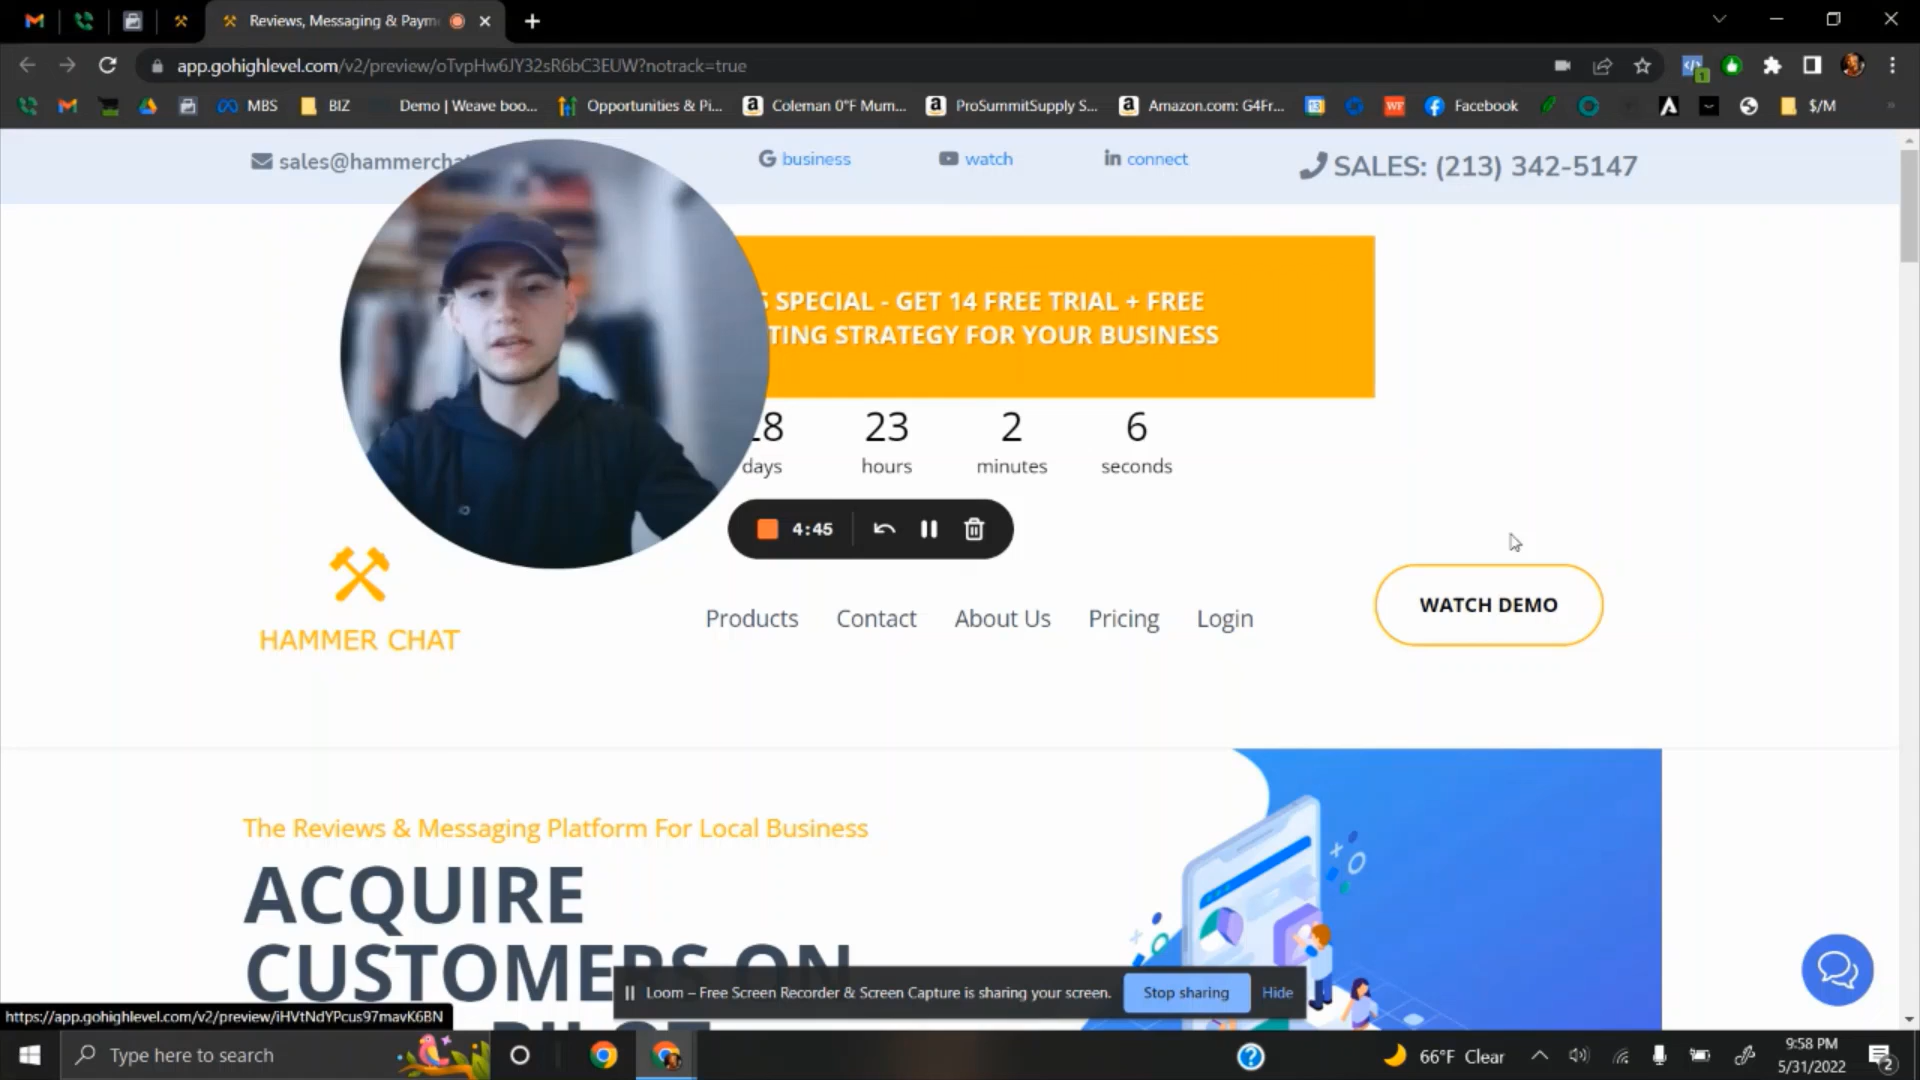 Reviews, Messaging & Paym
app.gohighlevel.com/v2/preview/oTvpHw6JY32sR6bC3EUW?notrack=true
MBS
BIZ
Demo | Weave boo...
Opportunities & Pi...
Coleman 0°F Mum...
ProSummitSupply S...
Amazon.com: G4Fr...
Facebook
$/M
sales@hammercha
business
watch
connect
SALES: (213) 342-5147
SPECIAL - GET 14 FREE TRIAL + FREE
TING STRATEGY FOR YOUR BUSINESS
23
2
6
days
hours
minutes
seconds
4:45
HAMMER CHAT
Products
Contact
About Us
Pricing
Login
WATCH DEMO
The Reviews & Messaging Platform For Local Business
ACQUIRE
CUSTOMERS ON
Loom – Free Screen Recorder & Screen Capture is sharing your screen.
Stop sharing
Hide
https://app.gohighlevel.com/v2/preview/iHVtNdYPcus97mavK6BN
Type here to search
66°F Clear
9:58 PM
5/31/2022
2